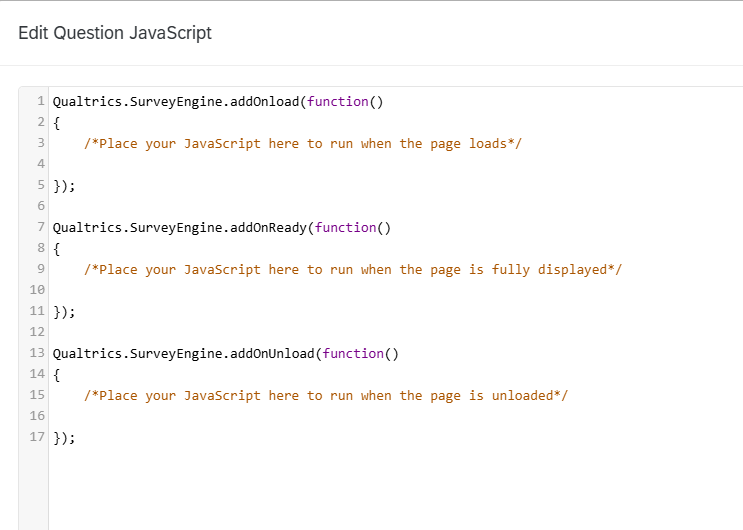 Edit Question JavaScript
1 Qualtrics.SurveyEngine.addOnload(function()
2 {
3     /*Place your JavaScript here to run when the page loads*/
4
5 });
6
7 Qualtrics.SurveyEngine.addOnReady(function()
8 {
9     /*Place your JavaScript here to run when the page is fully displayed*/
10
11 });
12
13 Qualtrics.SurveyEngine.addOnUnload(function()
14 {
15     /*Place your JavaScript here to run when the page is unloaded*/
16
17 });